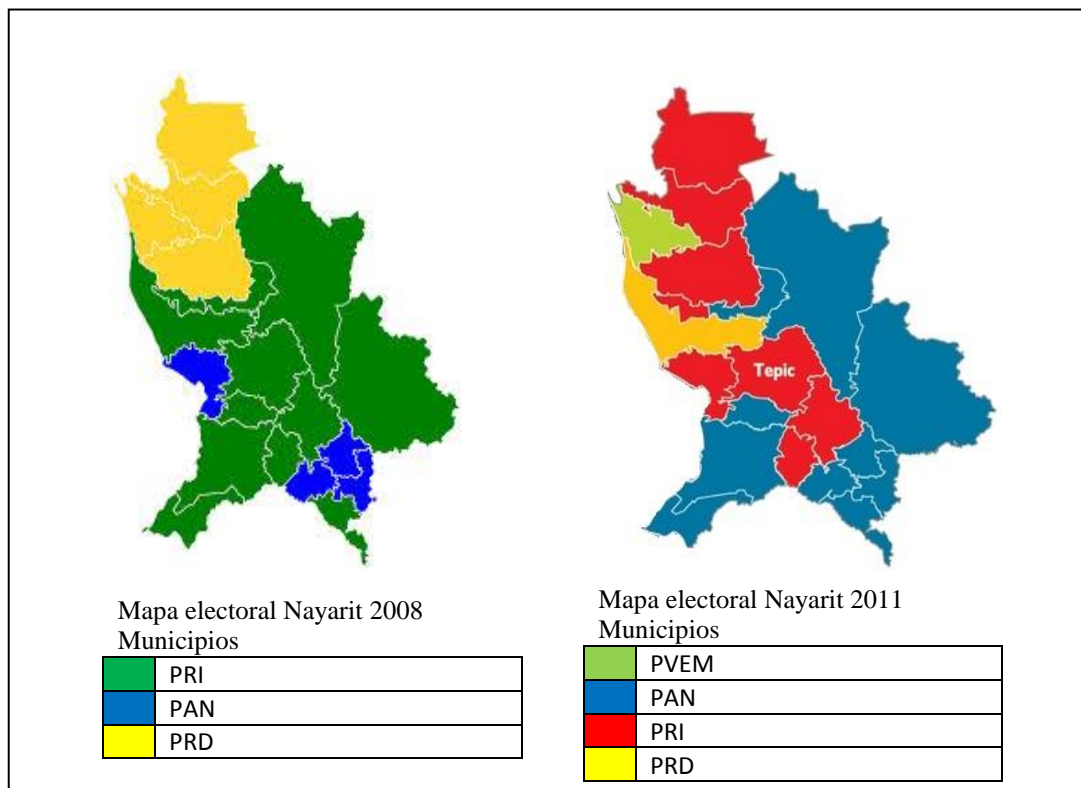 Tepic
Mapa electoral Nayarit 2008
Municipios
PRI
PAN
PRD
Mapa electoral Nayarit 2011
Municipios
PVEM
PAN
PRI
PRD